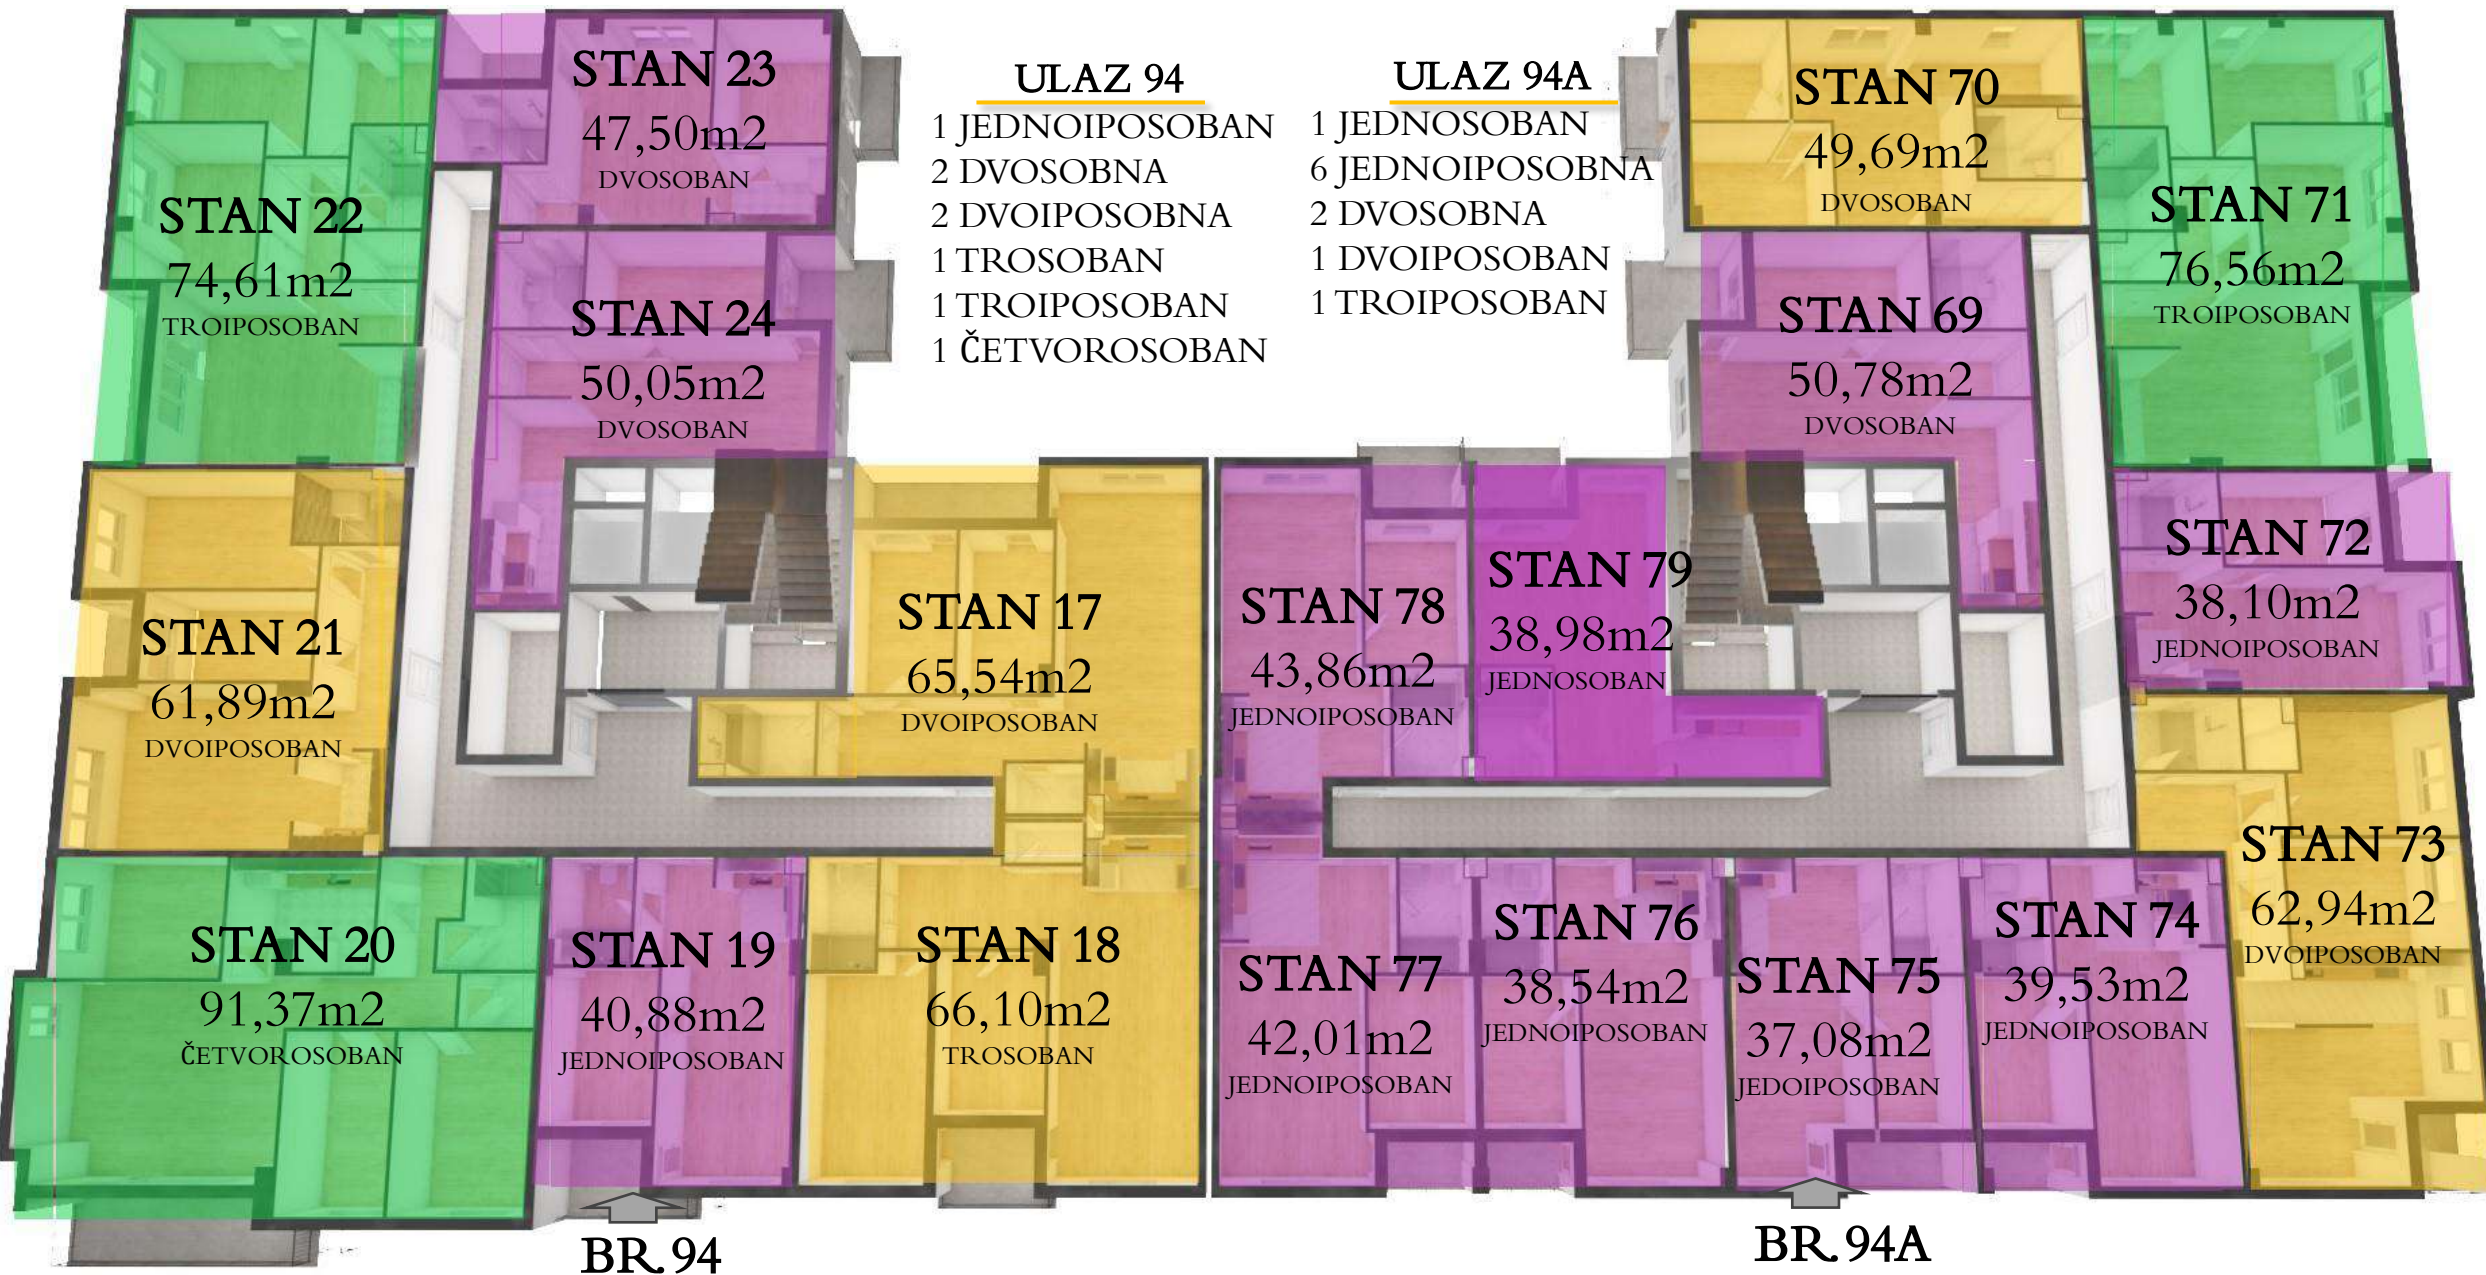 STAN 22
74,61m2
TROIPOSOBAN
STAN 23
47,50m2
DVOSOBAN
STAN 24
50,05m2
DVOSOBAN
ULAZ 94
1 JEDNOIPOSOBAN
2 DVOSOBNA
2 DVOIPOSOBNA
1 TROSOBAN
1 TROIPOSOBAN
1 ČETVOROSOBAN
ULAZ 94A
1 JEDNOSOBAN
6 JEDNOIPOSOBNA
2 DVOSOBNA
1 DVOIPOSOBAN
1 TROIPOSOBAN
STAN 70
49,69m2
DVOSOBAN
STAN 69
50,78m2
DVOSOBAN
STAN 71
76,56m2
TROIPOSOBAN
STAN 21
61,89m2
DVOIPOSOBAN
STAN 17
65,54m2
DVOIPOSOBAN
STAN 78
43,86m2
JEDNOIPOSOBAN
STAN 79
38,98m2
JEDNOSOBAN
STAN 72
38,10m2
JEDNOIPOSOBAN
STAN 20
91,37m2
ČETVOROSOBAN
STAN 19
40,88m2
JEDNOIPOSOBAN
STAN 18
66,10m2
TROSOBAN
STAN 77
42,01m2
JEDNOIPOSOBAN
STAN 76
38,54m2
JEDNOIPOSOBAN
STAN 75
37,08m2
JEDOIPOSOBAN
STAN 74
39,53m2
JEDNOIPOSOBAN
STAN 73
62,94m2
DVOIPOSOBAN
BR.94
BR.94A